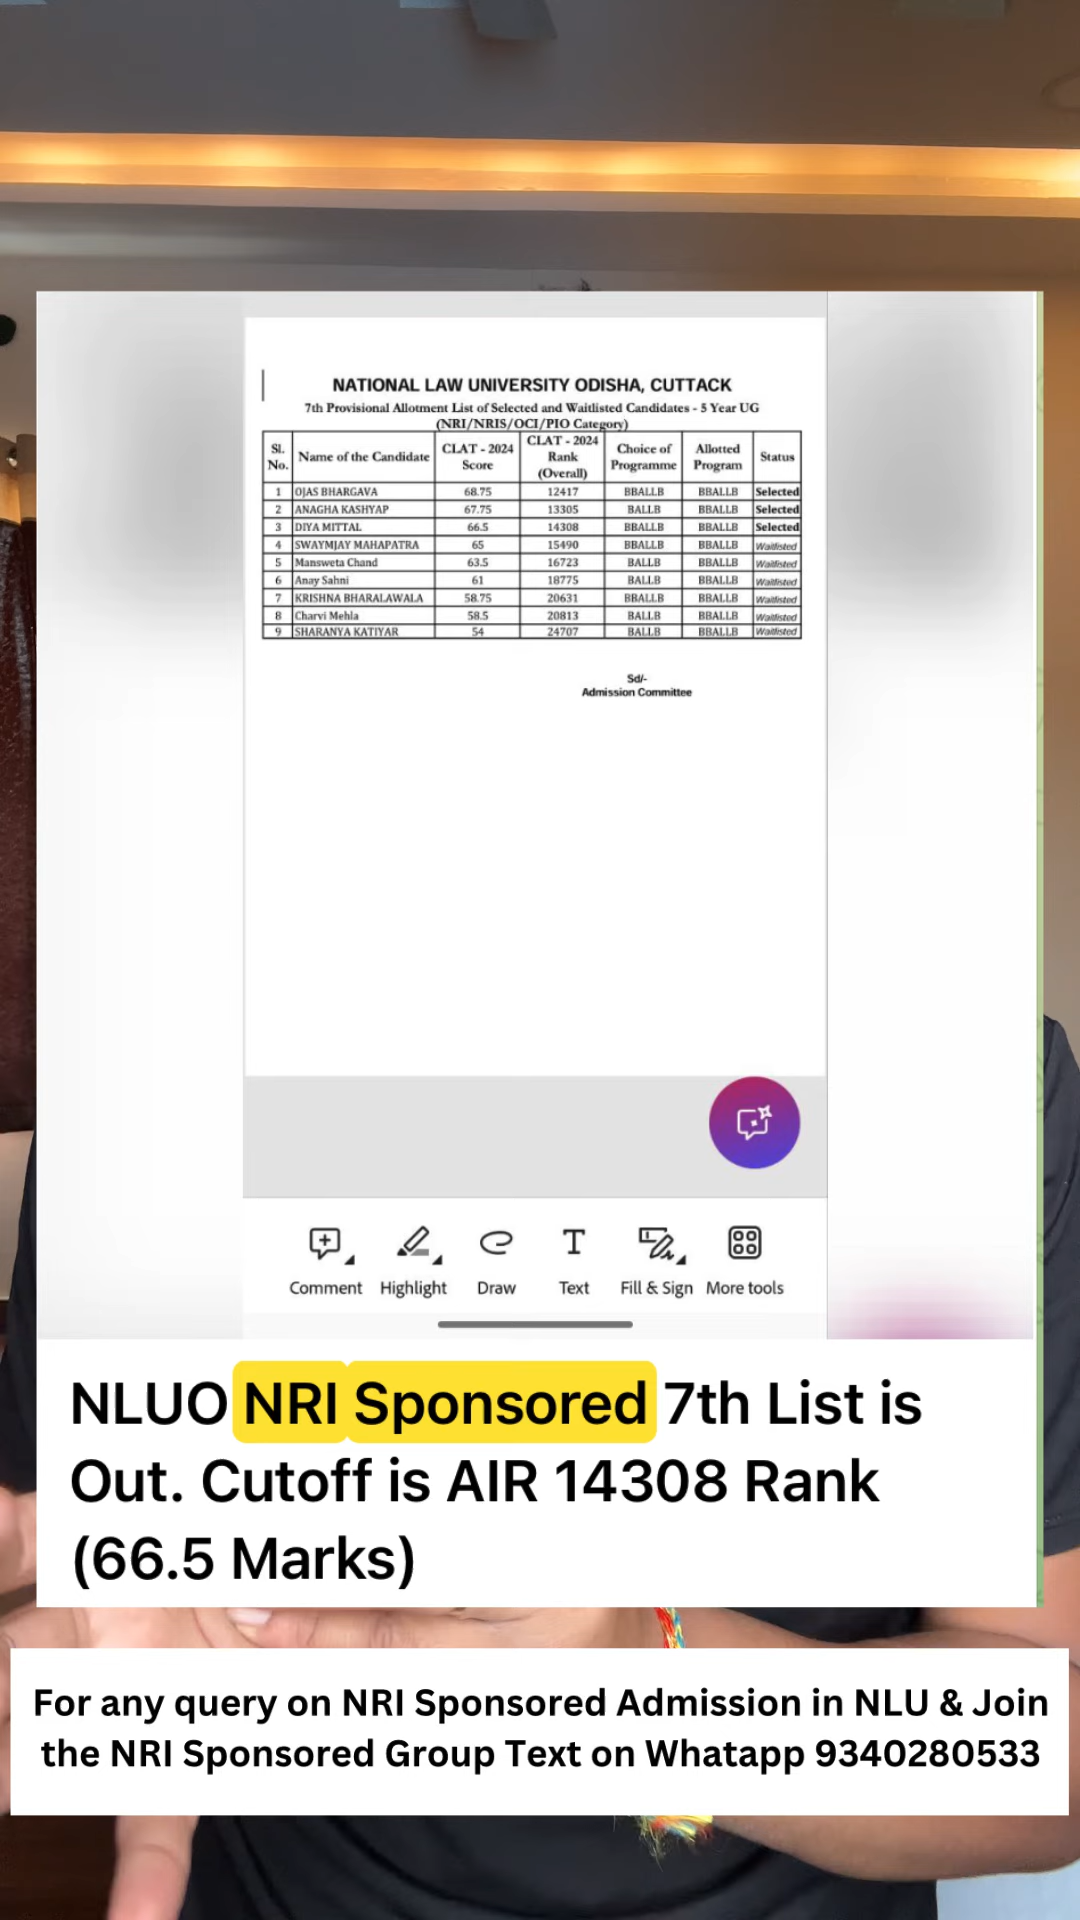 NATIONAL LAW UNIVERSITY ODISHA, CUTTACK
7th Provisional Allotment List of Selected and Waitlisted Candidates - 5 Year UG
(NRI/NRIS/OCI/PIO Category)
Sl. No. Name of the Candidate CLAT - 2024 Score CLAT - 2024 Rank (Overall) Choice of Programme Allotted Program Status
1 OJAS BHARGAVA 68.75 12417 BBALLB BBALLB Selected
2 ANAGHA KASHYAP 67.75 13305 BALLB BBALLB Selected
3 DIYA MITTAL 66.5 14308 BBALLB BBALLB Selected
4 SWAYMJAY MAHAPATRA 65 15490 BBALLB BBALLB Waitlisted
5 Mansweta Chand 63.5 16723 BALLB BBALLB Waitlisted
6 Anay Sahni 61 18775 BALLB BBALLB Waitlisted
7 KRISHNA BHARALAWALA 58.75 20631 BBALLB BBALLB Waitlisted
8 Charvi Mehla 58.5 20813 BALLB BBALLB Waitlisted
9 SHARANYA KATIYAR 54 24707 BALLB BBALLB Waitlisted
Sd/-
Admission Committee
Comment Highlight Draw Text Fill & Sign More tools
NLUO NRI Sponsored 7th List is
Out. Cutoff is AIR 14308 Rank
(66.5 Marks)
For any query on NRI Sponsored Admission in NLU & Join
the NRI Sponsored Group Text on Whatapp 9340280533